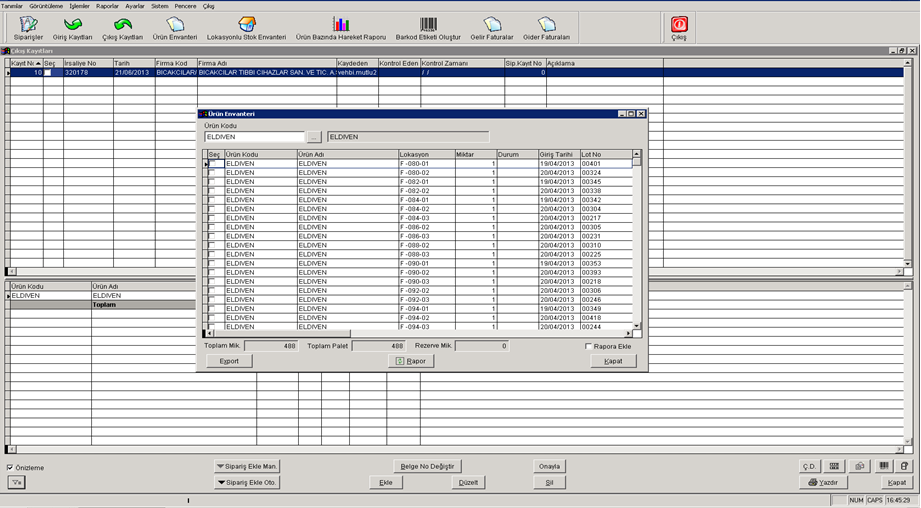 Tanımlar Görüntüleme İşlemler Raporlar Ayarlar Sistem Pencere Çıkış
Siparişler Giriş Kayıtları Çıkış Kayıtları Ürün Envanteri Lokasyonlu Stok Envanteri Ürün Bazında Hareket Raporu Barkod Etiketi Oluştur Gelir Faturalar Gider Faturaları Çıkış
Çıkış Kayıtları
Kayıt No Seç İrsaliye No Tarih Firma Kod Firma Adı Kaydeden Kontrol Eden Kontrol Zamanı Sip.Kayıt No Açıklama
10 320178 21/06/2013 BICAKCILAR/ BICAKCILAR TIBBI CIHAZLAR SAN. VE TIC. A. vehbi.mutlu2 / / 0
Ürün Envanteri
Ürün Kodu
ELDIVEN ... ELDIVEN
Seç Ürün Kodu Ürün Adı Lokasyon Miktar Durum Giriş Tarihi Lot No
ELDIVEN ELDIVEN F -080-01 1 19/04/2013 00401
ELDIVEN ELDIVEN F -080-02 1 20/04/2013 00324
ELDIVEN ELDIVEN F -082-01 1 19/04/2013 00345
ELDIVEN ELDIVEN F -082-02 1 20/04/2013 00338
ELDIVEN ELDIVEN F -084-01 1 19/04/2013 00342
ELDIVEN ELDIVEN F -084-02 1 20/04/2013 00304
ELDIVEN ELDIVEN F -084-03 1 20/04/2013 00217
ELDIVEN ELDIVEN F -086-02 1 20/04/2013 00305
ELDIVEN ELDIVEN F -086-03 1 20/04/2013 00231
ELDIVEN ELDIVEN F -088-02 1 20/04/2013 00310
ELDIVEN ELDIVEN F -088-03 1 20/04/2013 00225
ELDIVEN ELDIVEN F -090-01 1 19/04/2013 00353
ELDIVEN ELDIVEN F -090-02 1 20/04/2013 00393
ELDIVEN ELDIVEN F -090-03 1 20/04/2013 00218
ELDIVEN ELDIVEN F -092-02 1 20/04/2013 00306
ELDIVEN ELDIVEN F -092-03 1 20/04/2013 00246
ELDIVEN ELDIVEN F -094-01 1 19/04/2013 00349
ELDIVEN ELDIVEN F -094-02 1 20/04/2013 00418
ELDIVEN ELDIVEN F -094-03 1 20/04/2013 00244
Toplam Mik. 488 Toplam Palet 488 Rezerve Mik. 0 Rapora Ekle
Export Rapor Kapat
Ürün Kodu Ürün Adı
ELDIVEN ELDIVEN
Toplam
Önizleme Sipariş Ekle Man. Belge No Değiştir Onayla Ç.D.
Sipariş Ekle Oto. Ekle Düzelt Sil Yazdır Kapat
NUM CAPS 16:45:29